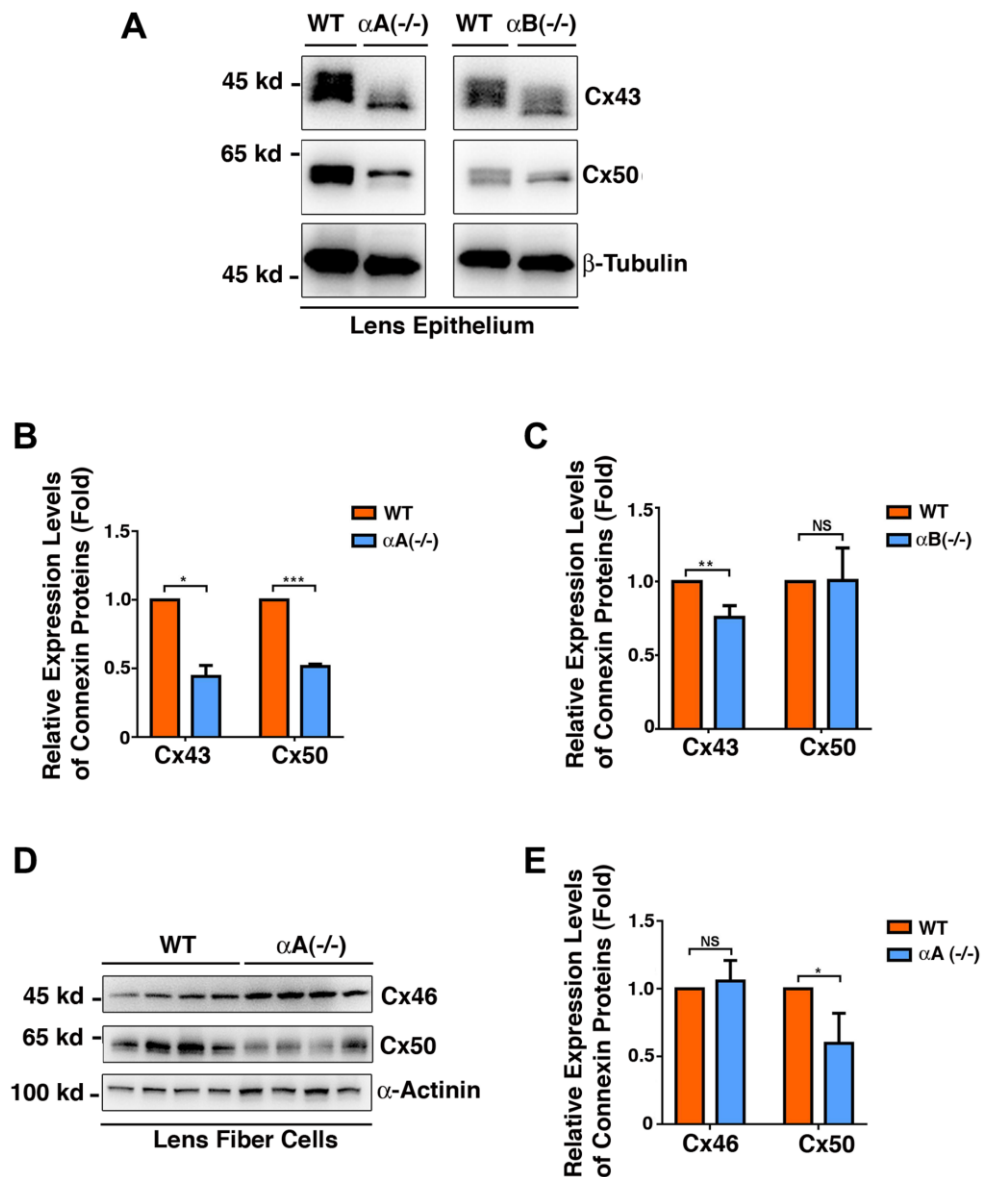 A
WT αA(-/-) WT αB(-/-)
45 kd
Cx43
65 kd
Cx50
45 kd
β-Tubulin
Lens Epithelium
B
Relative Expression Levels
of Connexin Proteins (Fold)
1.5
1.0
0.5
0
*
***
Cx43 Cx50
WT
αA(-/-)
C
Relative Expression Levels
of Connexin Proteins (Fold)
1.5
1.0
0.5
0
**
NS
Cx43 Cx50
WT
αB(-/-)
D
WT αA(-/-)
45 kd
Cx46
65 kd
Cx50
100 kd
α-Actinin
Lens Fiber Cells
E
Relative Expression Levels
of Connexin Proteins (Fold)
1.5
1.0
0.5
0
NS
*
Cx46 Cx50
WT
αA (-/-)